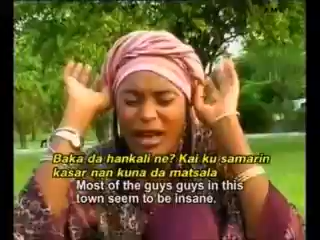 Baka da hankali ne? Kai ku samarin
kasar nan kuna da matsala
Most of the guys guys in this
town seem to be insane.